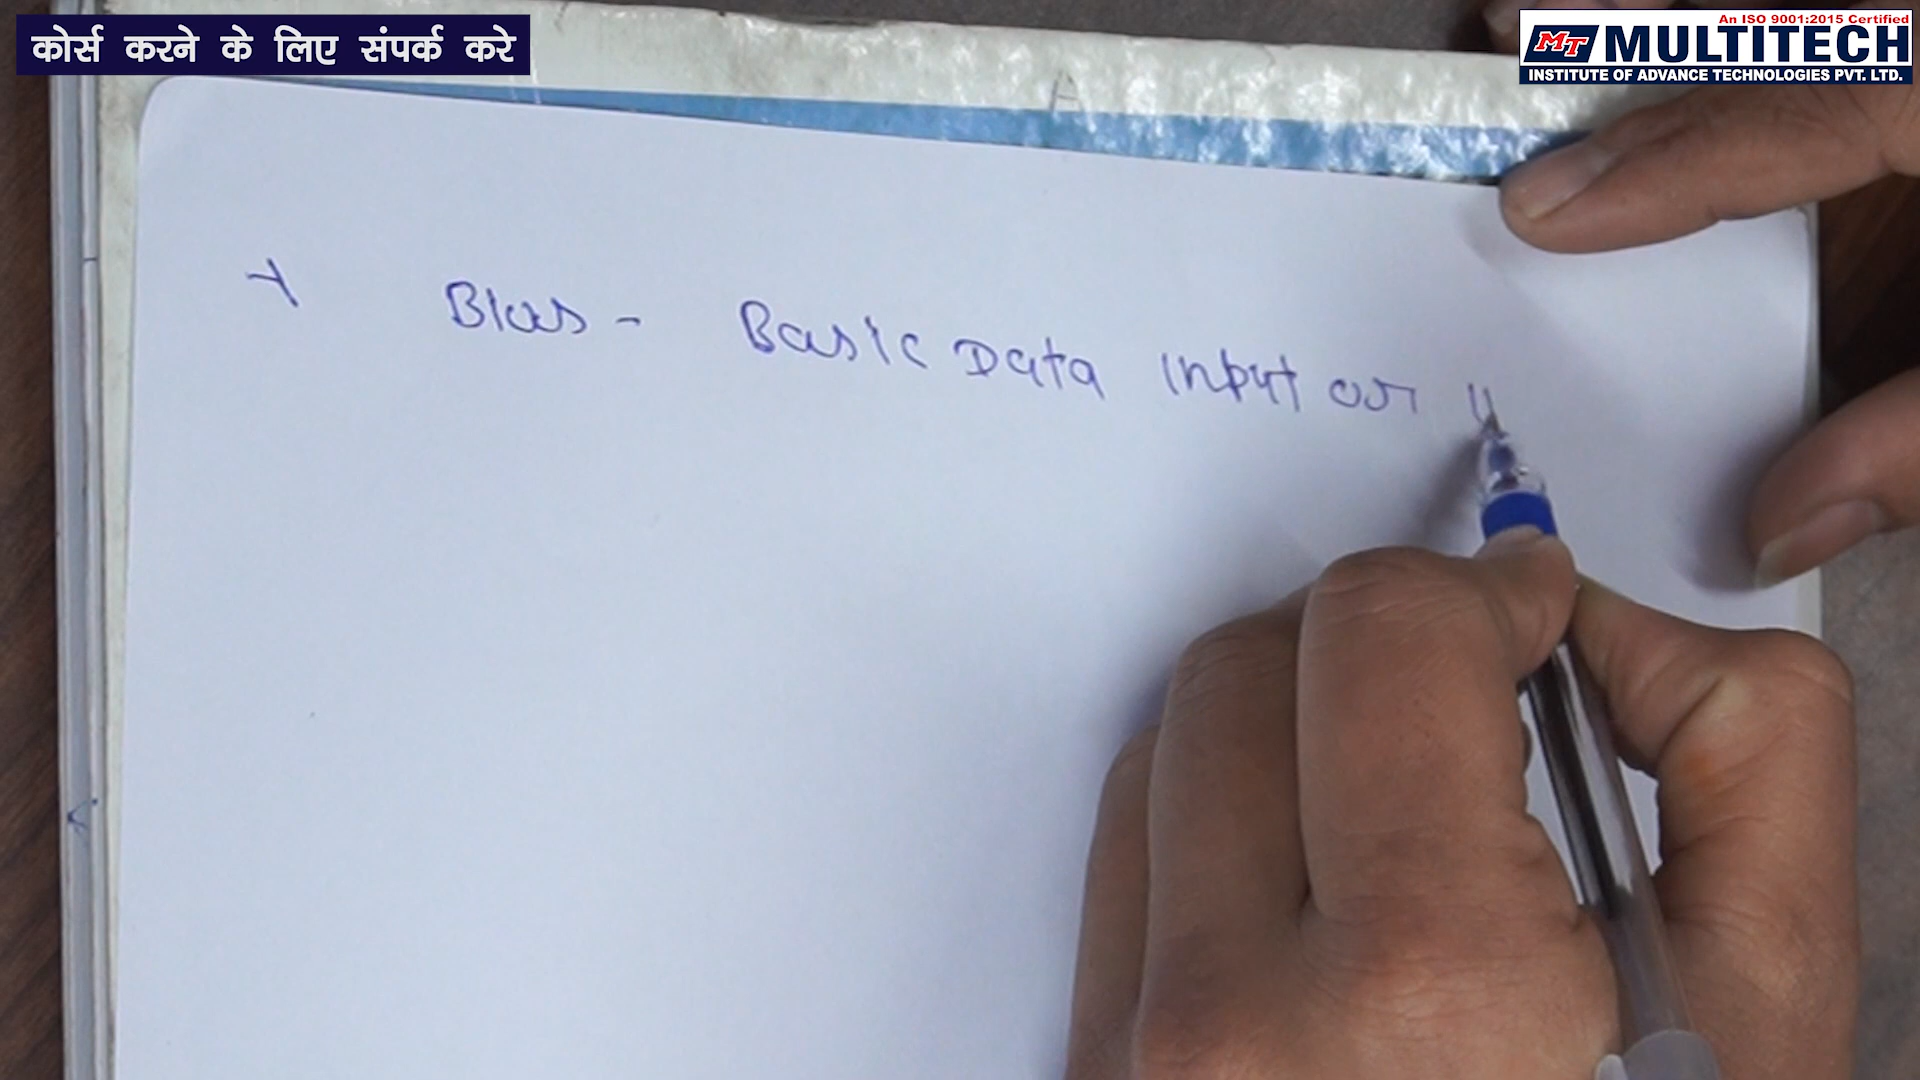 कोर्स करने के लिए संपर्क करे
An ISO 9001:2015 Certified
MT MULTITECH
INSTITUTE OF ADVANCE TECHNOLOGIES PVT. LTD.
Bias - Basic Data Input or